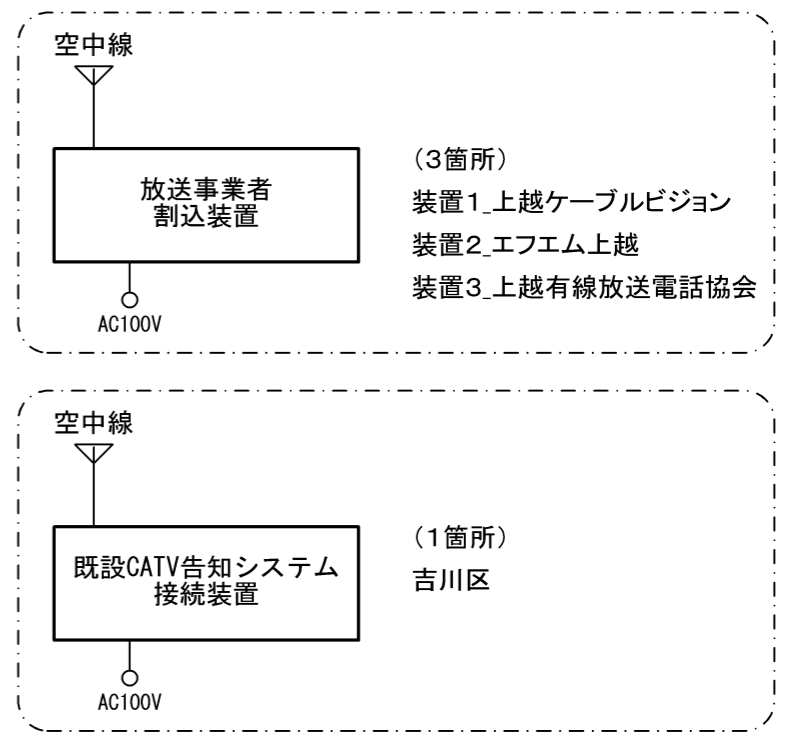 空中線
放送事業者
割込装置
AC100V
（３箇所）
装置１_上越ケーブルビジョン
装置２_エフエム上越
装置３_上越有線放送電話協会
空中線
既設CATV告知システム
接続装置
AC100V
（１箇所）
吉川区